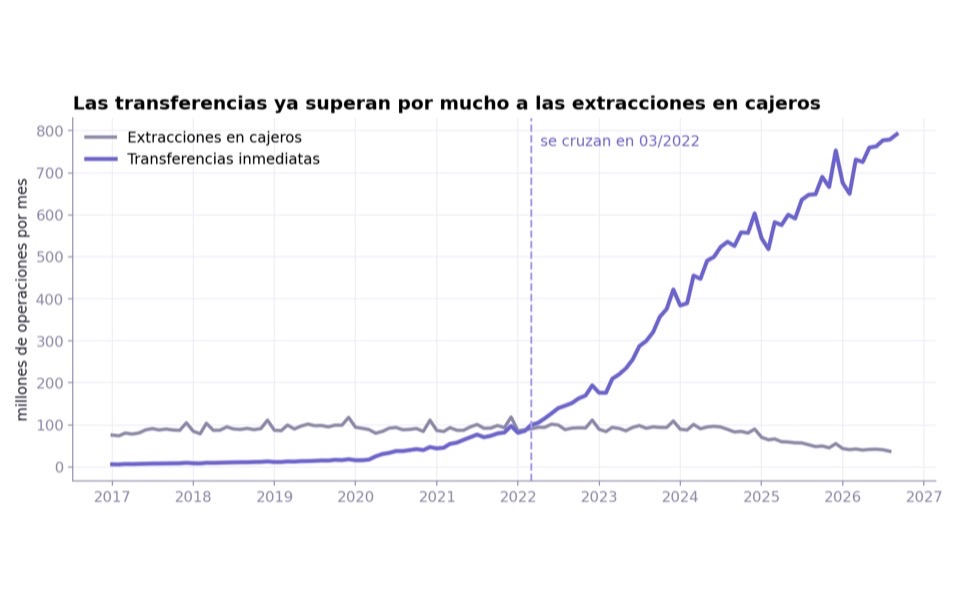 Las transferencias ya superan por mucho a las extracciones en cajeros
Extracciones en cajeros
Transferencias inmediatas
se cruzan en 03/2022
millones de operaciones por mes
800
700
600
500
400
300
200
100
0
2017 2018 2019 2020 2021 2022 2023 2024 2025 2026 2027